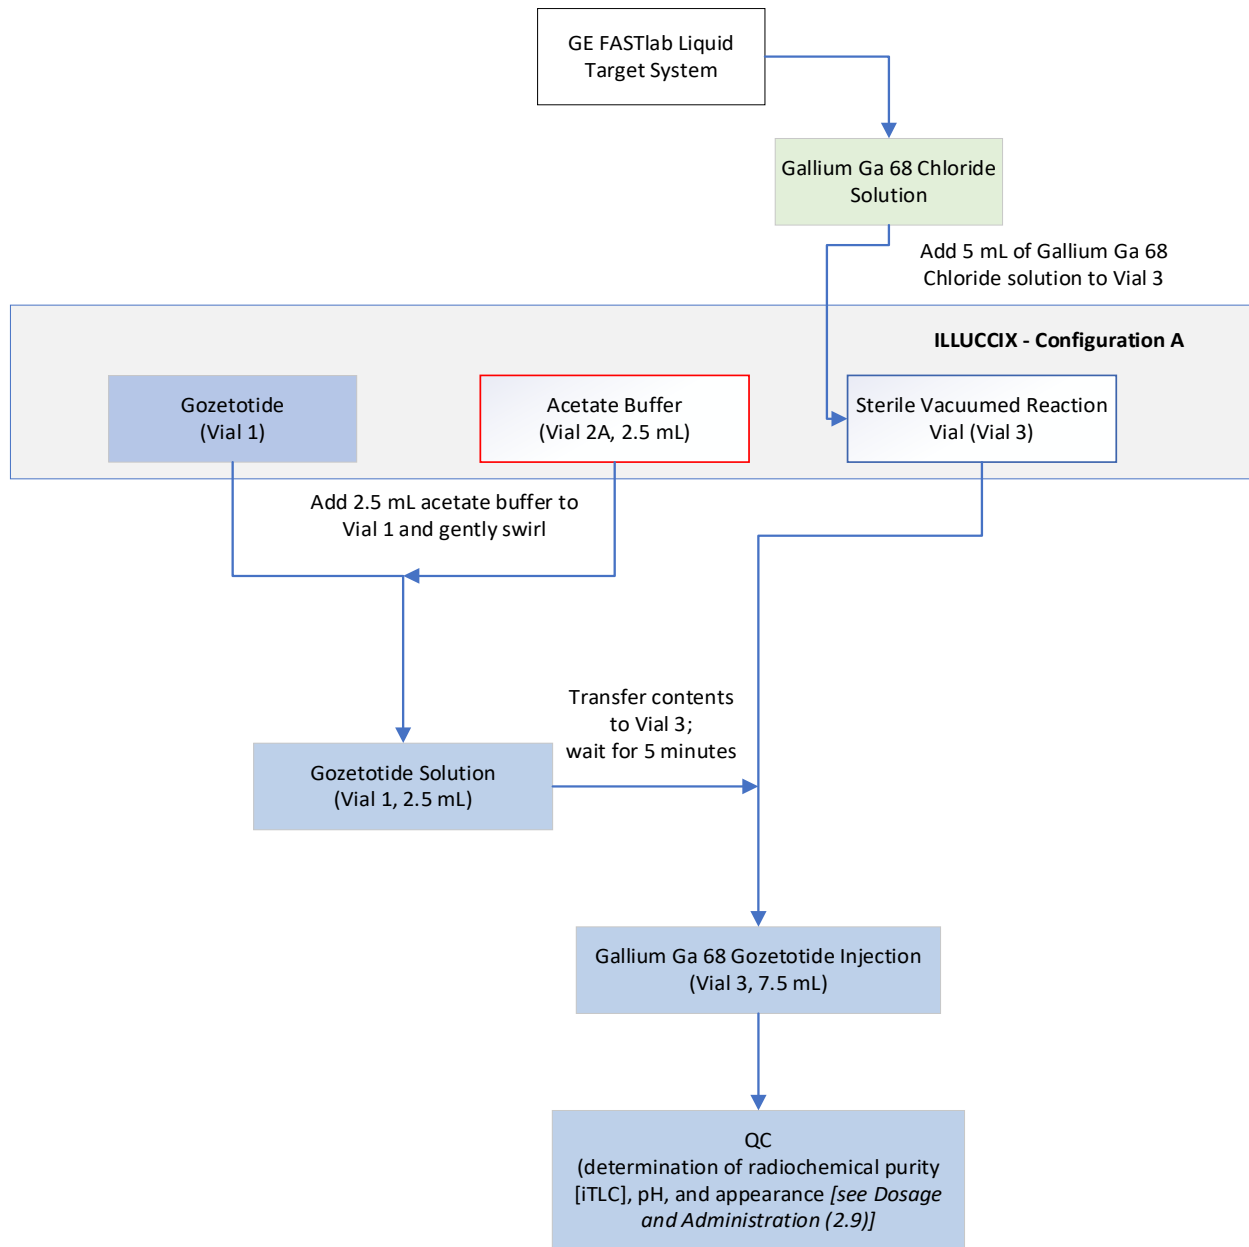 GE FASTlab Liquid
Target System
Gallium Ga 68 Chloride
Solution
Add 5 mL of Gallium Ga 68
Chloride solution to Vial 3
ILLUCCIX - Configuration A
Gozetotide
(Vial 1)
Acetate Buffer
(Vial 2A, 2.5 mL)
Sterile Vacuumed Reaction
Vial (Vial 3)
Add 2.5 mL acetate buffer to
Vial 1 and gently swirl
Transfer contents
to Vial 3;
wait for 5 minutes
Gozetotide Solution
(Vial 1, 2.5 mL)
Gallium Ga 68 Gozetotide Injection
(Vial 3, 7.5 mL)
QC
(determination of radiochemical purity
[iTLC], pH, and appearance [see Dosage
and Administration (2.9)]